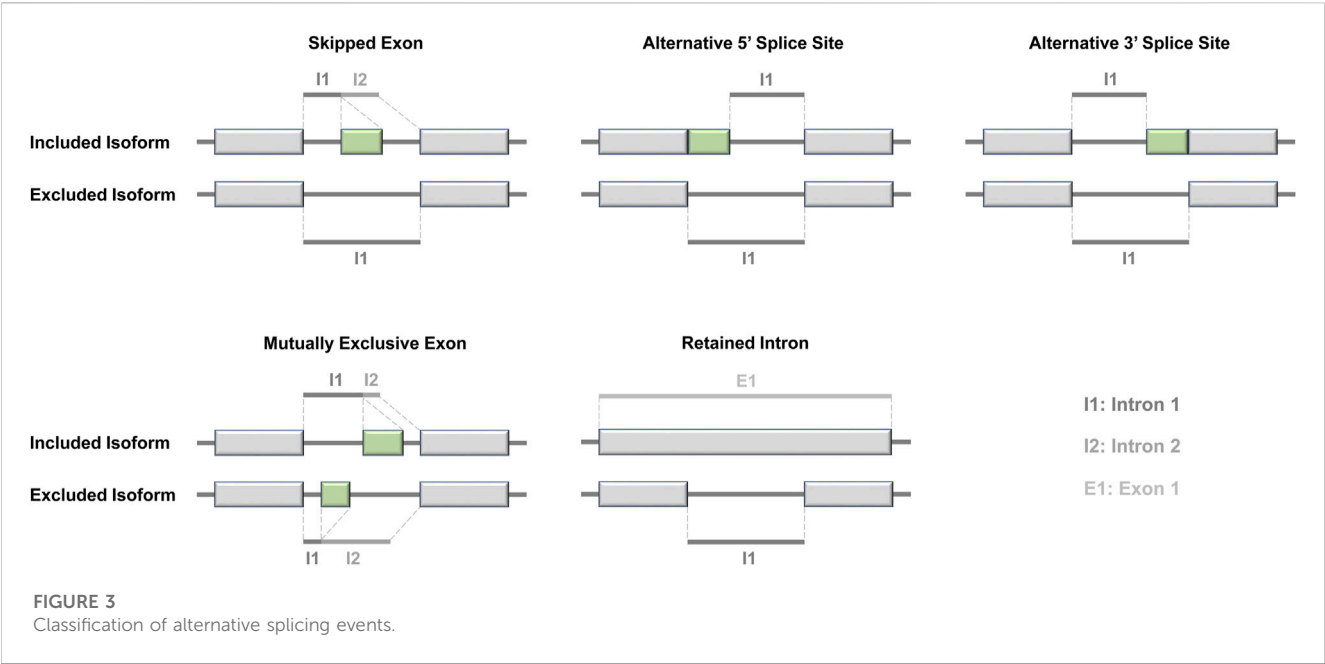 Skipped Exon
Alternative 5’ Splice Site
Alternative 3’ Splice Site
I1 I2
I1
I1
Included Isoform
Excluded Isoform
I1
I1
I1
Mutually Exclusive Exon
Retained Intron
I1 I2
E1
I1: Intron 1
Included Isoform
I2: Intron 2
Excluded Isoform
E1: Exon 1
I1 I2
I1
FIGURE 3
Classification of alternative splicing events.